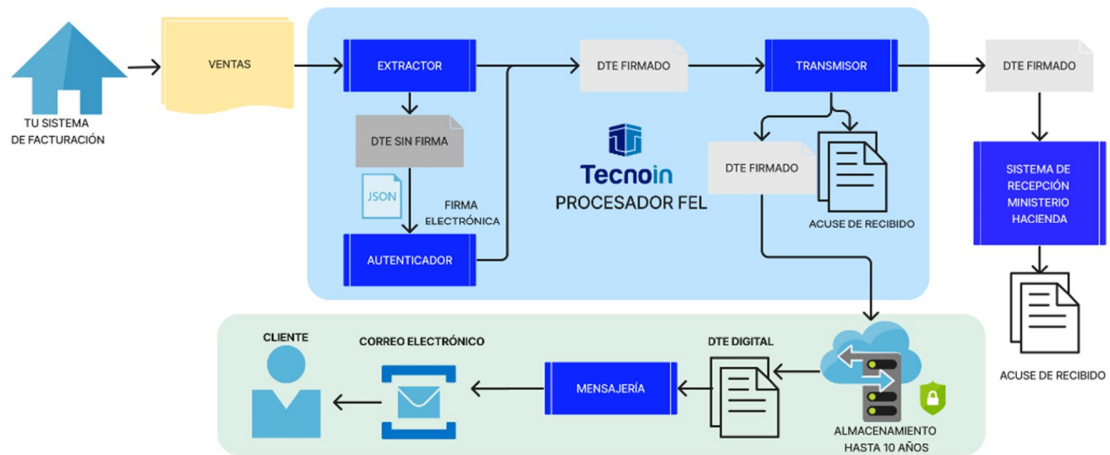 TU SISTEMA
DE FACTURACIÓN
VENTAS
EXTRACTOR
DTE SIN FIRMA
JSON
FIRMA
ELECTRÓNICA
AUTENTICADOR
DTE FIRMADO
Tecnoin
PROCESADOR FEL
TRANSMISOR
DTE FIRMADO
ACUSE DE RECIBIDO
DTE FIRMADO
SISTEMA DE
RECEPCIÓN
MINISTERIO
HACIENDA
ACUSE DE RECIBIDO
CLIENTE
CORREO ELECTRÓNICO
MENSAJERÍA
DTE DIGITAL
ALMACENAMIENTO
HASTA 10 AÑOS